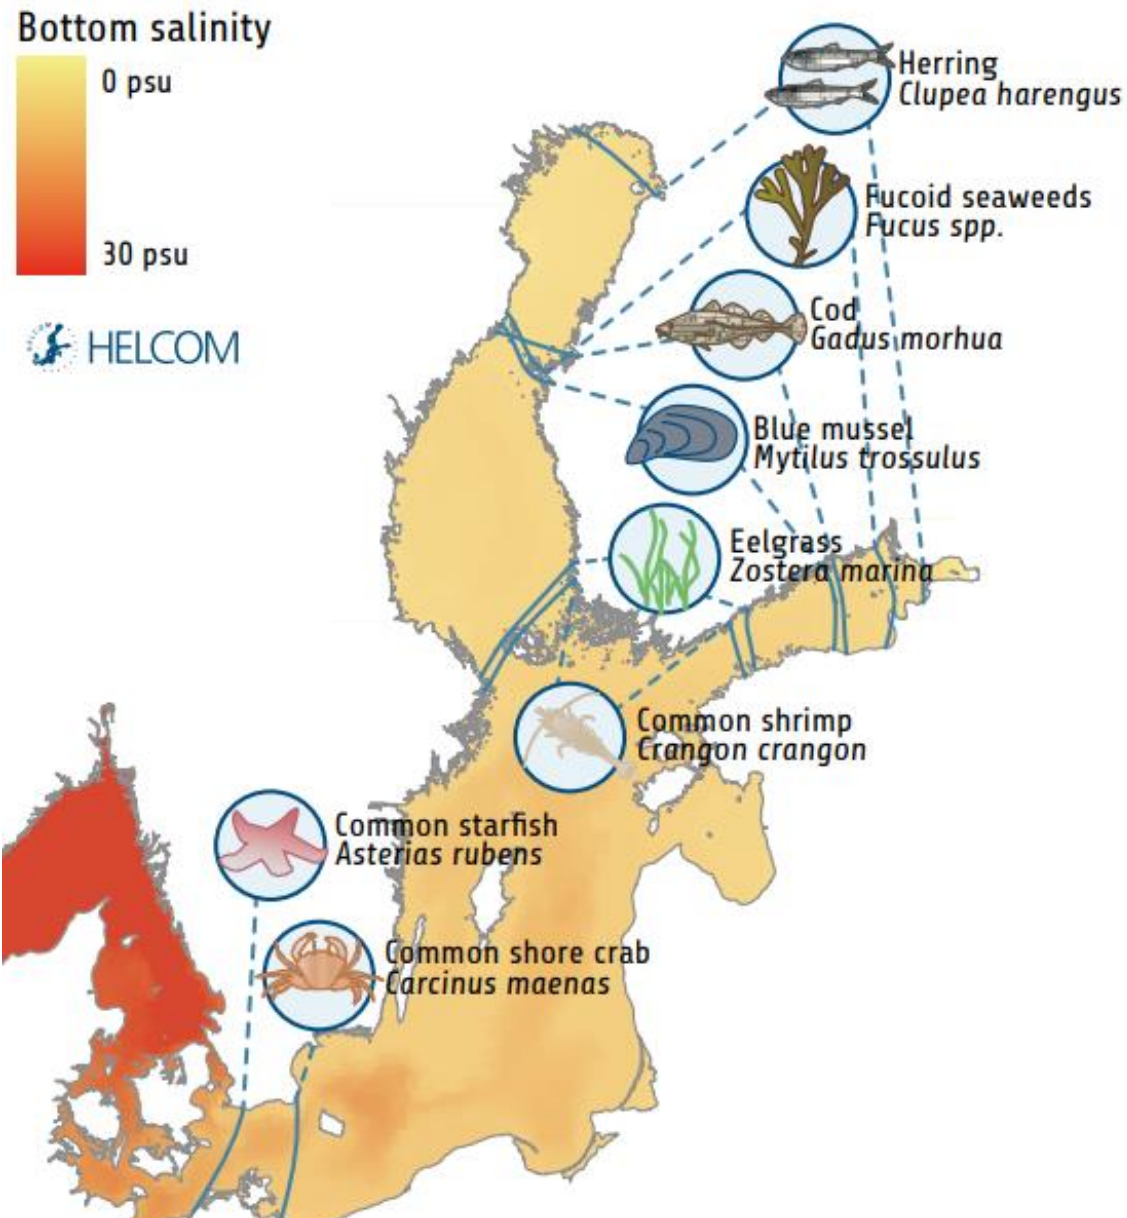 Bottom salinity
0 psu
30 psu
HELCOM
Herring
Clupea harengus
Fucoid seaweeds
Fucus spp.
Cod
Gadus morhua
Blue mussel
Mytilus trossulus
Eelgrass
Zostera marina
Common shrimp
Crangon crangon
Common starfish
Asterias rubens
Common shore crab
Carcinus maenas